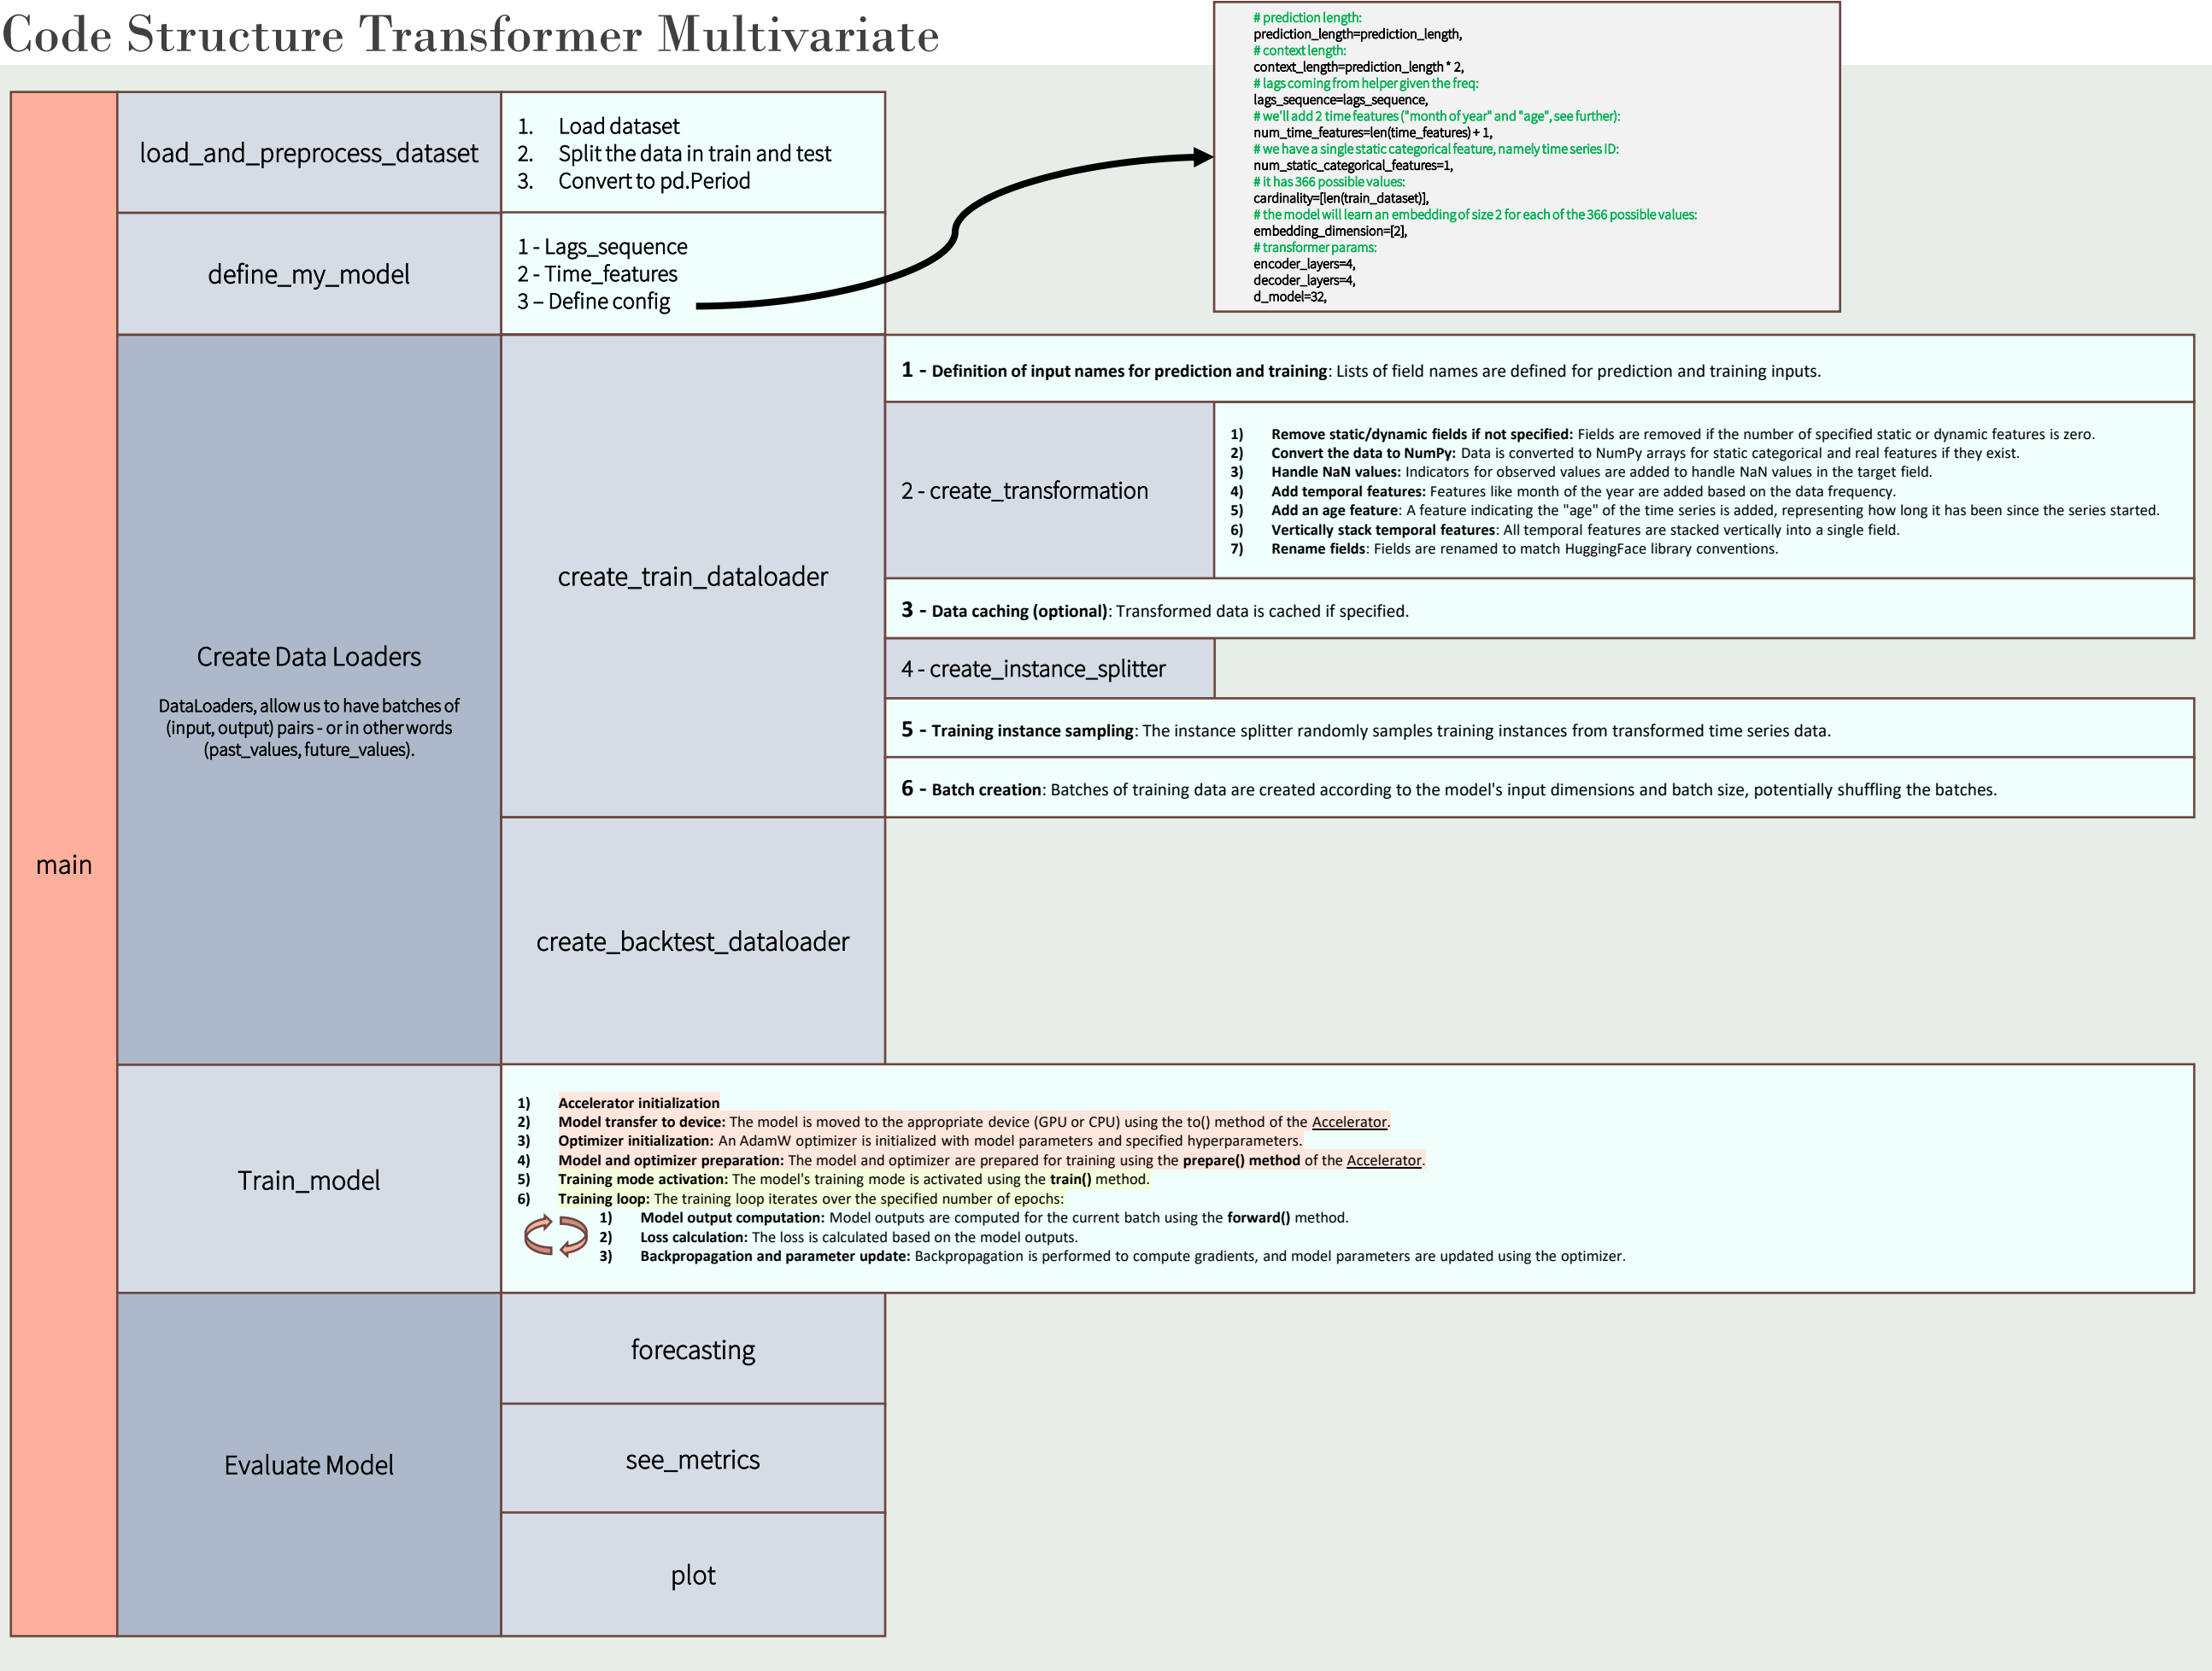 Code Structure Transformer Multivariate
# prediction length:
prediction_length=prediction_length,
# context length:
context_length=prediction_length * 2,
# lags coming from helper given the freq:
lags_sequence=lags_sequence,
# we'll add 2 time features ("month of year" and "age", see further):
num_time_features=len(time_features) + 1,
# we have a single static categorical feature, namely time series ID:
num_static_categorical_features=1,
# it has 366 possible values:
cardinality=[len(train_dataset)],
# the model will learn an embedding of size 2 for each of the 366 possible values:
embedding_dimension=[2],
# transformer params:
encoder_layers=4,
decoder_layers=4,
d_model=32,
main
load_and_preprocess_dataset
1. Load dataset
2. Split the data in train and test
3. Convert to pd.Period
define_my_model
1 - Lags_sequence
2 - Time_features
3 – Define config
Create Data Loaders
DataLoaders, allow us to have batches of
(input, output) pairs - or in other words
(past_values, future_values).
create_train_dataloader
1 - Definition of input names for prediction and training: Lists of field names are defined for prediction and training inputs.
2 - create_transformation
1) Remove static/dynamic fields if not specified: Fields are removed if the number of specified static or dynamic features is zero.
2) Convert the data to NumPy: Data is converted to NumPy arrays for static categorical and real features if they exist.
3) Handle NaN values: Indicators for observed values are added to handle NaN values in the target field.
4) Add temporal features: Features like month of the year are added based on the data frequency.
5) Add an age feature: A feature indicating the "age" of the time series is added, representing how long it has been since the series started.
6) Vertically stack temporal features: All temporal features are stacked vertically into a single field.
7) Rename fields: Fields are renamed to match HuggingFace library conventions.
3 - Data caching (optional): Transformed data is cached if specified.
4 - create_instance_splitter
5 - Training instance sampling: The instance splitter randomly samples training instances from transformed time series data.
6 - Batch creation: Batches of training data are created according to the model's input dimensions and batch size, potentially shuffling the batches.
create_backtest_dataloader
Train_model
1) Accelerator initialization
2) Model transfer to device: The model is moved to the appropriate device (GPU or CPU) using the to() method of the Accelerator.
3) Optimizer initialization: An AdamW optimizer is initialized with model parameters and specified hyperparameters.
4) Model and optimizer preparation: The model and optimizer are prepared for training using the prepare() method of the Accelerator.
5) Training mode activation: The model's training mode is activated using the train() method.
6) Training loop: The training loop iterates over the specified number of epochs:
1) Model output computation: Model outputs are computed for the current batch using the forward() method.
2) Loss calculation: The loss is calculated based on the model outputs.
3) Backpropagation and parameter update: Backpropagation is performed to compute gradients, and model parameters are updated using the optimizer.
Evaluate Model
forecasting
see_metrics
plot